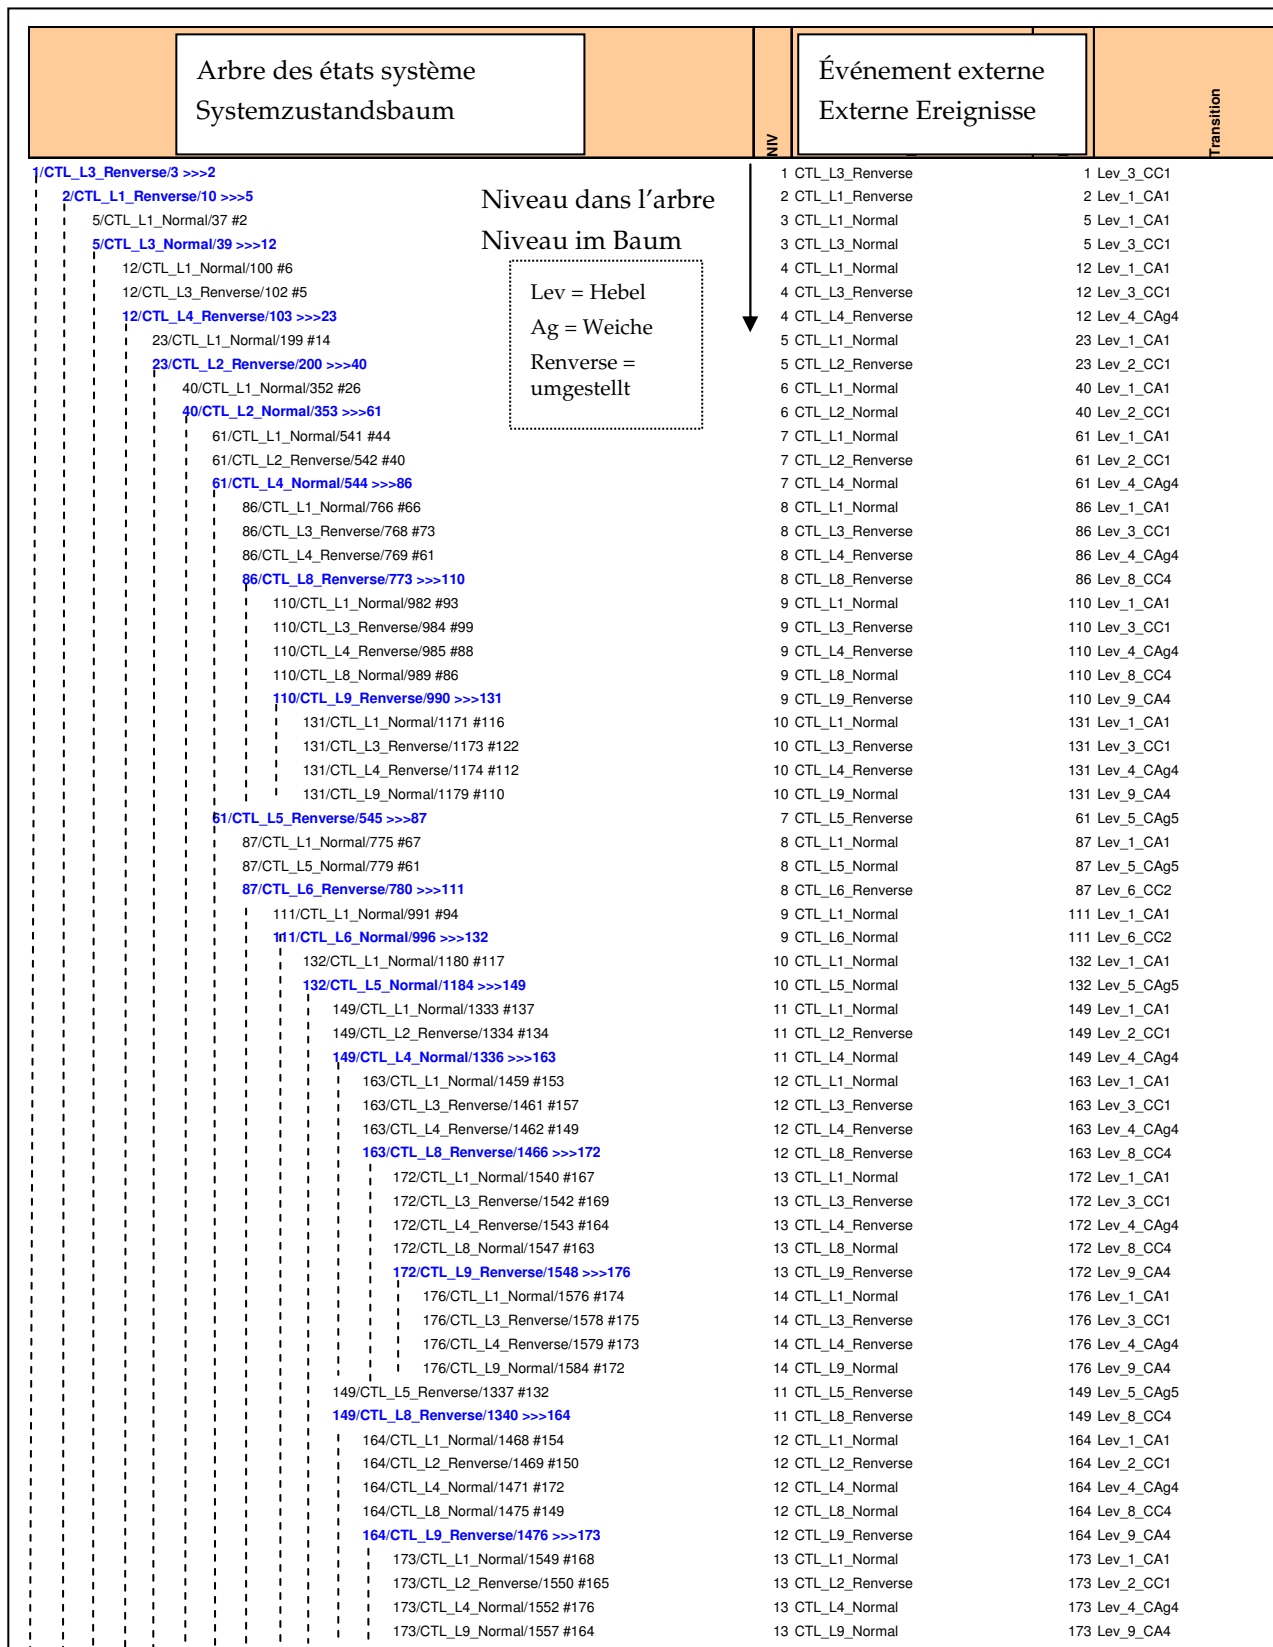 Arbre des états système
Systemzustandsbaum
NIV
Événement externe
Externe Ereignisse
Transition
Niveau dans l'arbre
Niveau im Baum
Lev = Hebel
Ag = Weiche
Renverse =
umgestellt
1/CTL_L3_Renverse/3 >>>2 1 CTL_L3_Renverse 1 Lev_3_CC1
2/CTL_L1_Renverse/10 >>>5 2 CTL_L1_Renverse 2 Lev_1_CA1
5/CTL_L1_Normal/37 #2 3 CTL_L1_Normal 5 Lev_1_CA1
5/CTL_L3_Normal/39 >>>12 3 CTL_L3_Normal 5 Lev_3_CC1
12/CTL_L1_Normal/100 #6 4 CTL_L1_Normal 12 Lev_1_CA1
12/CTL_L3_Renverse/102 #5 4 CTL_L3_Renverse 12 Lev_3_CC1
12/CTL_L4_Renverse/103 >>>23 4 CTL_L4_Renverse 12 Lev_4_CAg4
23/CTL_L1_Normal/199 #14 5 CTL_L1_Normal 23 Lev_1_CA1
23/CTL_L2_Renverse/200 >>>40 5 CTL_L2_Renverse 23 Lev_2_CC1
40/CTL_L1_Normal/352 #26 6 CTL_L1_Normal 40 Lev_1_CA1
40/CTL_L2_Normal/353 >>>61 6 CTL_L2_Normal 40 Lev_2_CC1
61/CTL_L1_Normal/541 #44 7 CTL_L1_Normal 61 Lev_1_CA1
61/CTL_L2_Renverse/542 #40 7 CTL_L2_Renverse 61 Lev_2_CC1
61/CTL_L4_Normal/544 >>>86 7 CTL_L4_Normal 61 Lev_4_CAg4
86/CTL_L1_Normal/766 #66 8 CTL_L1_Normal 86 Lev_1_CA1
86/CTL_L3_Renverse/768 #73 8 CTL_L3_Renverse 86 Lev_3_CC1
86/CTL_L4_Renverse/769 #61 8 CTL_L4_Renverse 86 Lev_4_CAg4
86/CTL_L8_Renverse/773 >>>110 8 CTL_L8_Renverse 86 Lev_8_CC4
110/CTL_L1_Normal/982 #93 9 CTL_L1_Normal 110 Lev_1_CA1
110/CTL_L3_Renverse/984 #99 9 CTL_L3_Renverse 110 Lev_3_CC1
110/CTL_L4_Renverse/985 #88 9 CTL_L4_Renverse 110 Lev_4_CAg4
110/CTL_L8_Normal/989 #86 9 CTL_L8_Normal 110 Lev_8_CC4
110/CTL_L9_Renverse/990 >>>131 9 CTL_L9_Renverse 110 Lev_9_CA4
131/CTL_L1_Normal/1171 #116 10 CTL_L1_Normal 131 Lev_1_CA1
131/CTL_L3_Renverse/1173 #122 10 CTL_L3_Renverse 131 Lev_3_CC1
131/CTL_L4_Renverse/1174 #112 10 CTL_L4_Renverse 131 Lev_4_CAg4
131/CTL_L9_Normal/1179 #110 10 CTL_L9_Normal 131 Lev_9_CA4
61/CTL_L5_Renverse/545 >>>87 7 CTL_L5_Renverse 61 Lev_5_CAg5
87/CTL_L1_Normal/775 #67 8 CTL_L1_Normal 87 Lev_1_CA1
87/CTL_L5_Normal/779 #61 8 CTL_L5_Normal 87 Lev_5_CAg5
87/CTL_L6_Renverse/780 >>>111 8 CTL_L6_Renverse 87 Lev_6_CC2
111/CTL_L1_Normal/991 #94 9 CTL_L1_Normal 111 Lev_1_CA1
111/CTL_L6_Normal/996 >>>132 9 CTL_L6_Normal 111 Lev_6_CC2
132/CTL_L1_Normal/1180 #117 10 CTL_L1_Normal 132 Lev_1_CA1
132/CTL_L5_Normal/1184 >>>149 10 CTL_L5_Normal 132 Lev_5_CAg5
149/CTL_L1_Normal/1333 #137 11 CTL_L1_Normal 149 Lev_1_CA1
149/CTL_L2_Renverse/1334 #134 11 CTL_L2_Renverse 149 Lev_2_CC1
149/CTL_L4_Normal/1336 >>>163 11 CTL_L4_Normal 149 Lev_4_CAg4
163/CTL_L1_Normal/1459 #153 12 CTL_L1_Normal 163 Lev_1_CA1
163/CTL_L3_Renverse/1461 #157 12 CTL_L3_Renverse 163 Lev_3_CC1
163/CTL_L4_Renverse/1462 #149 12 CTL_L4_Renverse 163 Lev_4_CAg4
163/CTL_L8_Renverse/1466 >>>172 12 CTL_L8_Renverse 163 Lev_8_CC4
172/CTL_L1_Normal/1540 #167 13 CTL_L1_Normal 172 Lev_1_CA1
172/CTL_L3_Renverse/1542 #169 13 CTL_L3_Renverse 172 Lev_3_CC1
172/CTL_L4_Renverse/1543 #164 13 CTL_L4_Renverse 172 Lev_4_CAg4
172/CTL_L8_Normal/1547 #163 13 CTL_L8_Normal 172 Lev_8_CC4
172/CTL_L9_Renverse/1548 >>>176 13 CTL_L9_Renverse 172 Lev_9_CA4
176/CTL_L1_Normal/1576 #174 14 CTL_L1_Normal 176 Lev_1_CA1
176/CTL_L3_Renverse/1578 #175 14 CTL_L3_Renverse 176 Lev_3_CC1
176/CTL_L4_Renverse/1579 #173 14 CTL_L4_Renverse 176 Lev_4_CAg4
176/CTL_L9_Normal/1584 #172 14 CTL_L9_Normal 176 Lev_9_CA4
149/CTL_L5_Renverse/1337 #132 11 CTL_L5_Renverse 149 Lev_5_CAg5
149/CTL_L8_Renverse/1340 >>>164 11 CTL_L8_Renverse 149 Lev_8_CC4
164/CTL_L1_Normal/1468 #154 12 CTL_L1_Normal 164 Lev_1_CA1
164/CTL_L2_Renverse/1469 #150 12 CTL_L2_Renverse 164 Lev_2_CC1
164/CTL_L4_Normal/1471 #172 12 CTL_L4_Normal 164 Lev_4_CAg4
164/CTL_L8_Normal/1475 #149 12 CTL_L8_Normal 164 Lev_8_CC4
164/CTL_L9_Renverse/1476 >>>173 12 CTL_L9_Renverse 164 Lev_9_CA4
173/CTL_L1_Normal/1549 #168 13 CTL_L1_Normal 173 Lev_1_CA1
173/CTL_L2_Renverse/1550 #165 13 CTL_L2_Renverse 173 Lev_2_CC1
173/CTL_L4_Normal/1552 #176 13 CTL_L4_Normal 173 Lev_4_CAg4
173/CTL_L9_Normal/1557 #164 13 CTL_L9_Normal 173 Lev_9_CA4